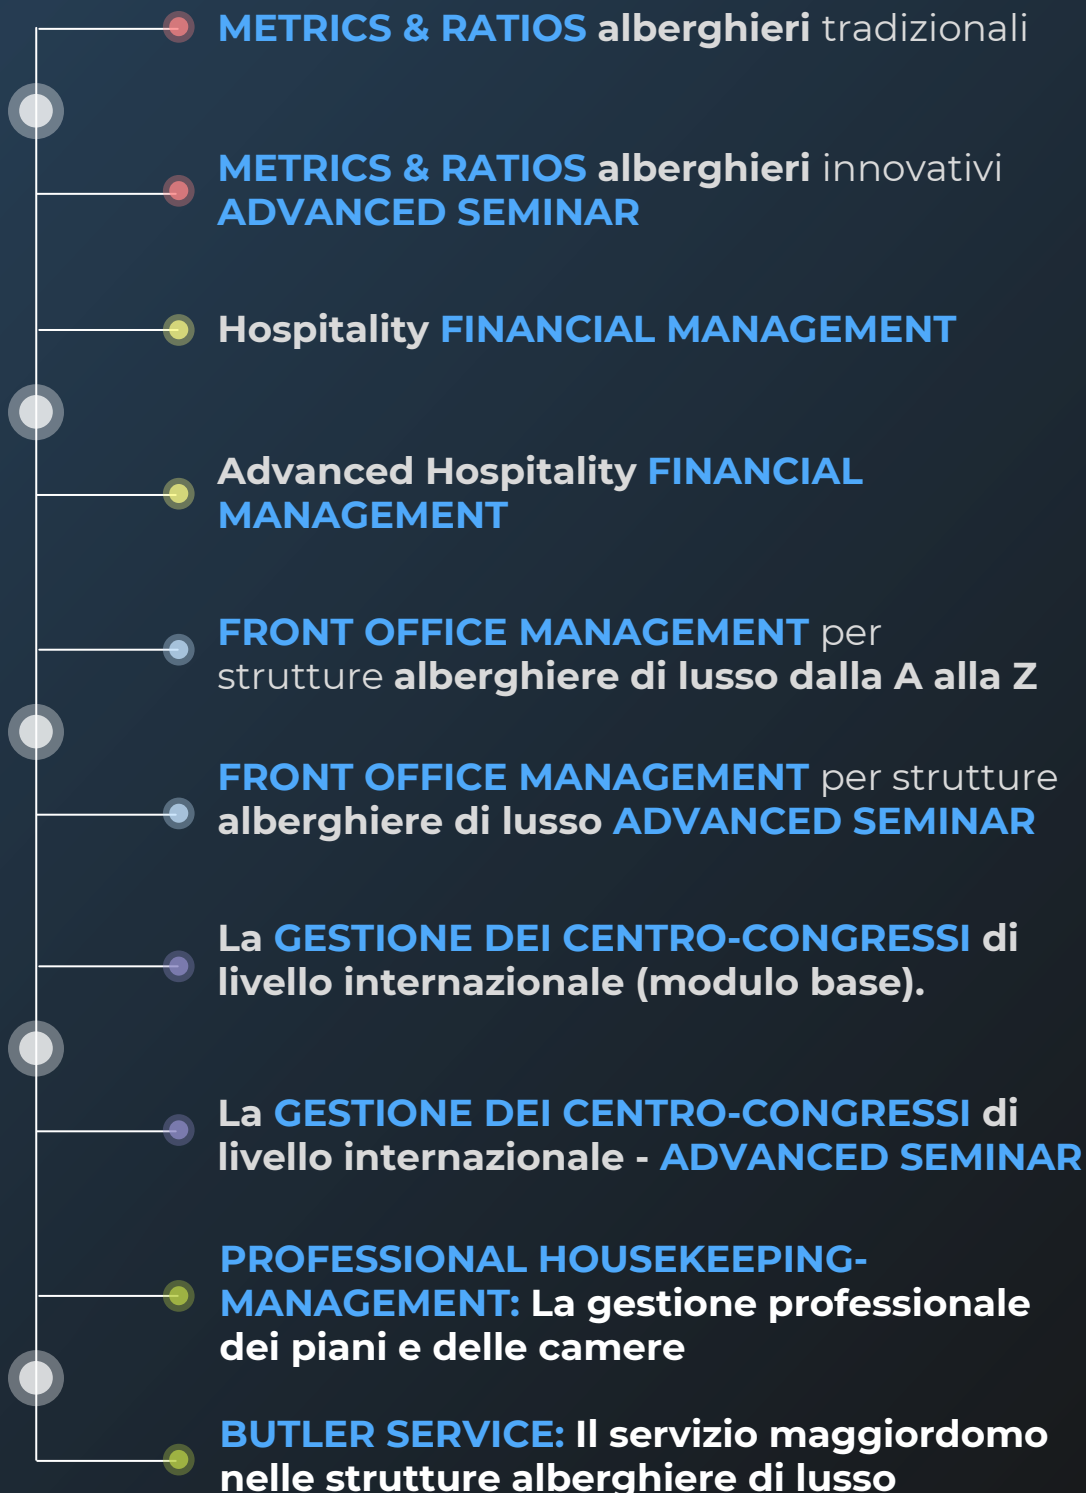 METRICS & RATIOS alberghieri tradizionali
METRICS & RATIOS alberghieri innovativi
ADVANCED SEMINAR
Hospitality FINANCIAL MANAGEMENT
Advanced Hospitality FINANCIAL
MANAGEMENT
FRONT OFFICE MANAGEMENT per
strutture alberghiere di lusso dalla A alla Z
FRONT OFFICE MANAGEMENT per strutture
alberghiere di lusso ADVANCED SEMINAR
La GESTIONE DEI CENTRO-CONGRESSI di
livello internazionale (modulo base).
La GESTIONE DEI CENTRO-CONGRESSI di
livello internazionale - ADVANCED SEMINAR
PROFESSIONAL HOUSEKEEPING-
MANAGEMENT: La gestione professionale
dei piani e delle camere
BUTLER SERVICE: Il servizio maggiordomo
nelle strutture alberghiere di lusso